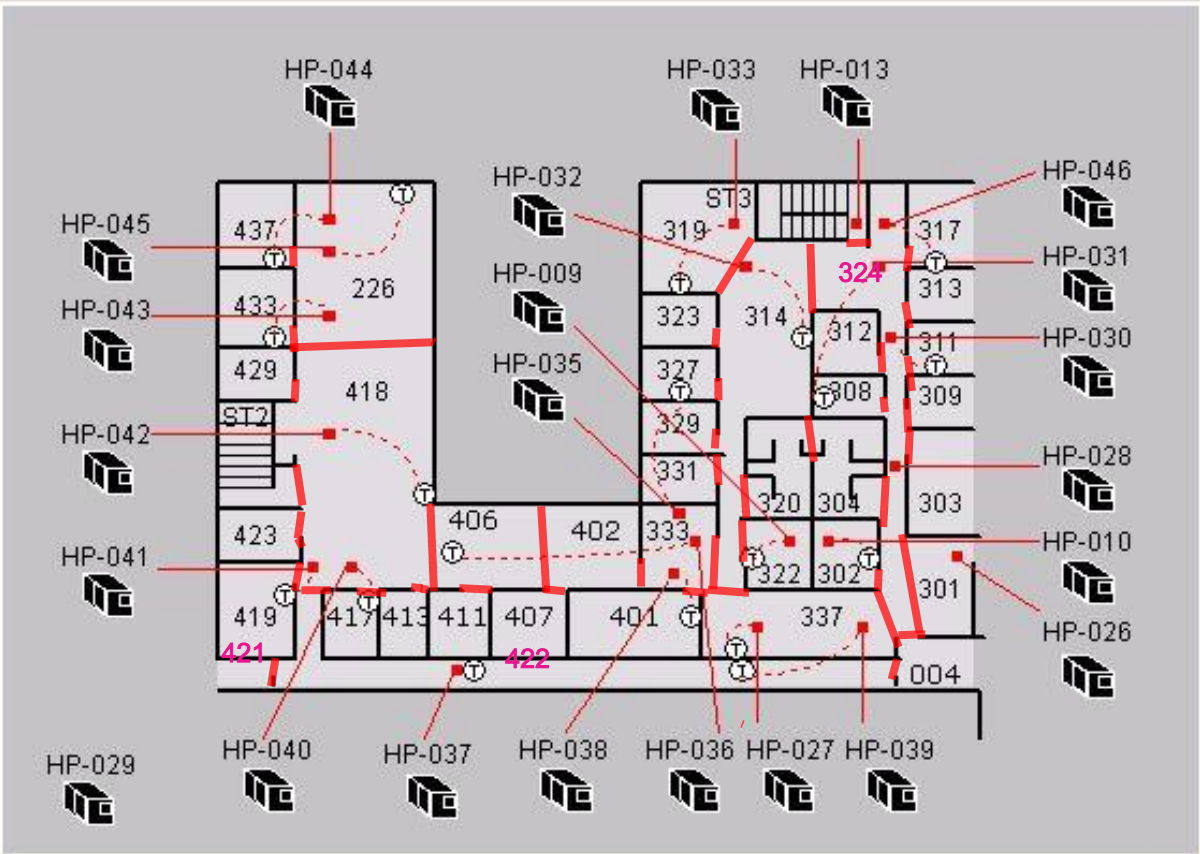 HP-044
HP-033
HP-013
HP-032
HP-046
HP-045
HP-009
HP-031
HP-043
HP-030
HP-035
HP-042
HP-028
HP-041
HP-010
HP-026
HP-040
HP-037
HP-038
HP-036
HP-027
HP-039
HP-029
437
T
T
226
433
T
429
418
ST2
T
423
419
T
421
417
T
413
411
407
422
T
406
T
402
401
T
ST3
319
T
323
327
T
329
331
333
314
T
324
312
308
T
320
304
322
T
302
T
337
T
T
317
T
313
311
T
309
303
301
004